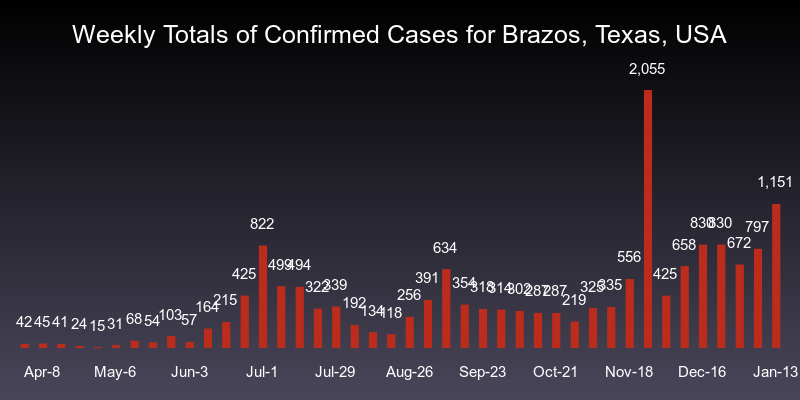 Weekly Totals of Confirmed Cases for Brazos, Texas, USA
42 45 41 24 15 31 68 54 103 57 164 215 425 822 499 494 322 339 192 134 118 256 391 634 354 318 314 302 287 287 219 325 335 556 2,055 425 658 830 830 672 797 1,151
Apr-8 May-6 Jun-3 Jul-1 Jul-29 Aug-26 Sep-23 Oct-21 Nov-18 Dec-16 Jan-13